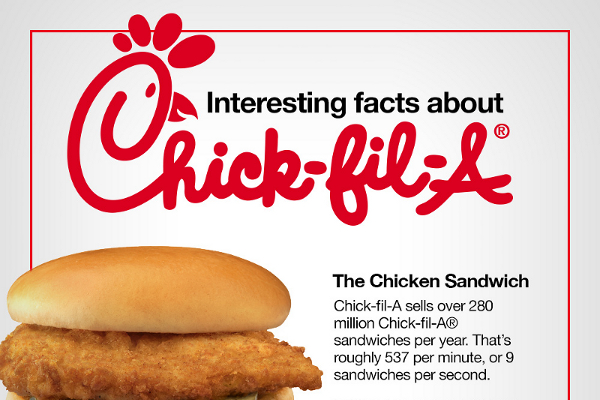 Interesting facts about
Chick-fil-A®
The Chicken Sandwich
Chick-fil-A sells over 280
million Chick-fil-A®
sandwiches per year. That's
roughly 537 per minute, or 9
sandwiches per second.